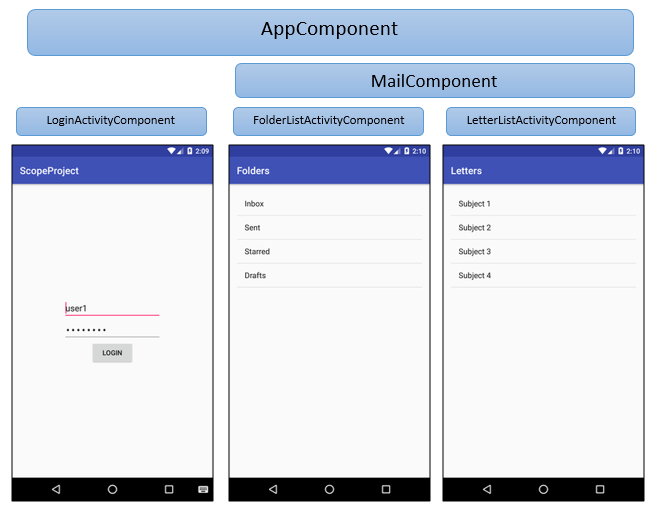 AppComponent
MailComponent
LoginActivityComponent
FolderListActivityComponent
LetterListActivityComponent
2:09
ScopeProject
user1
••••••••
LOGIN
2:10
Folders
Inbox
Sent
Starred
Drafts
2:10
Letters
Subject 1
Subject 2
Subject 3
Subject 4